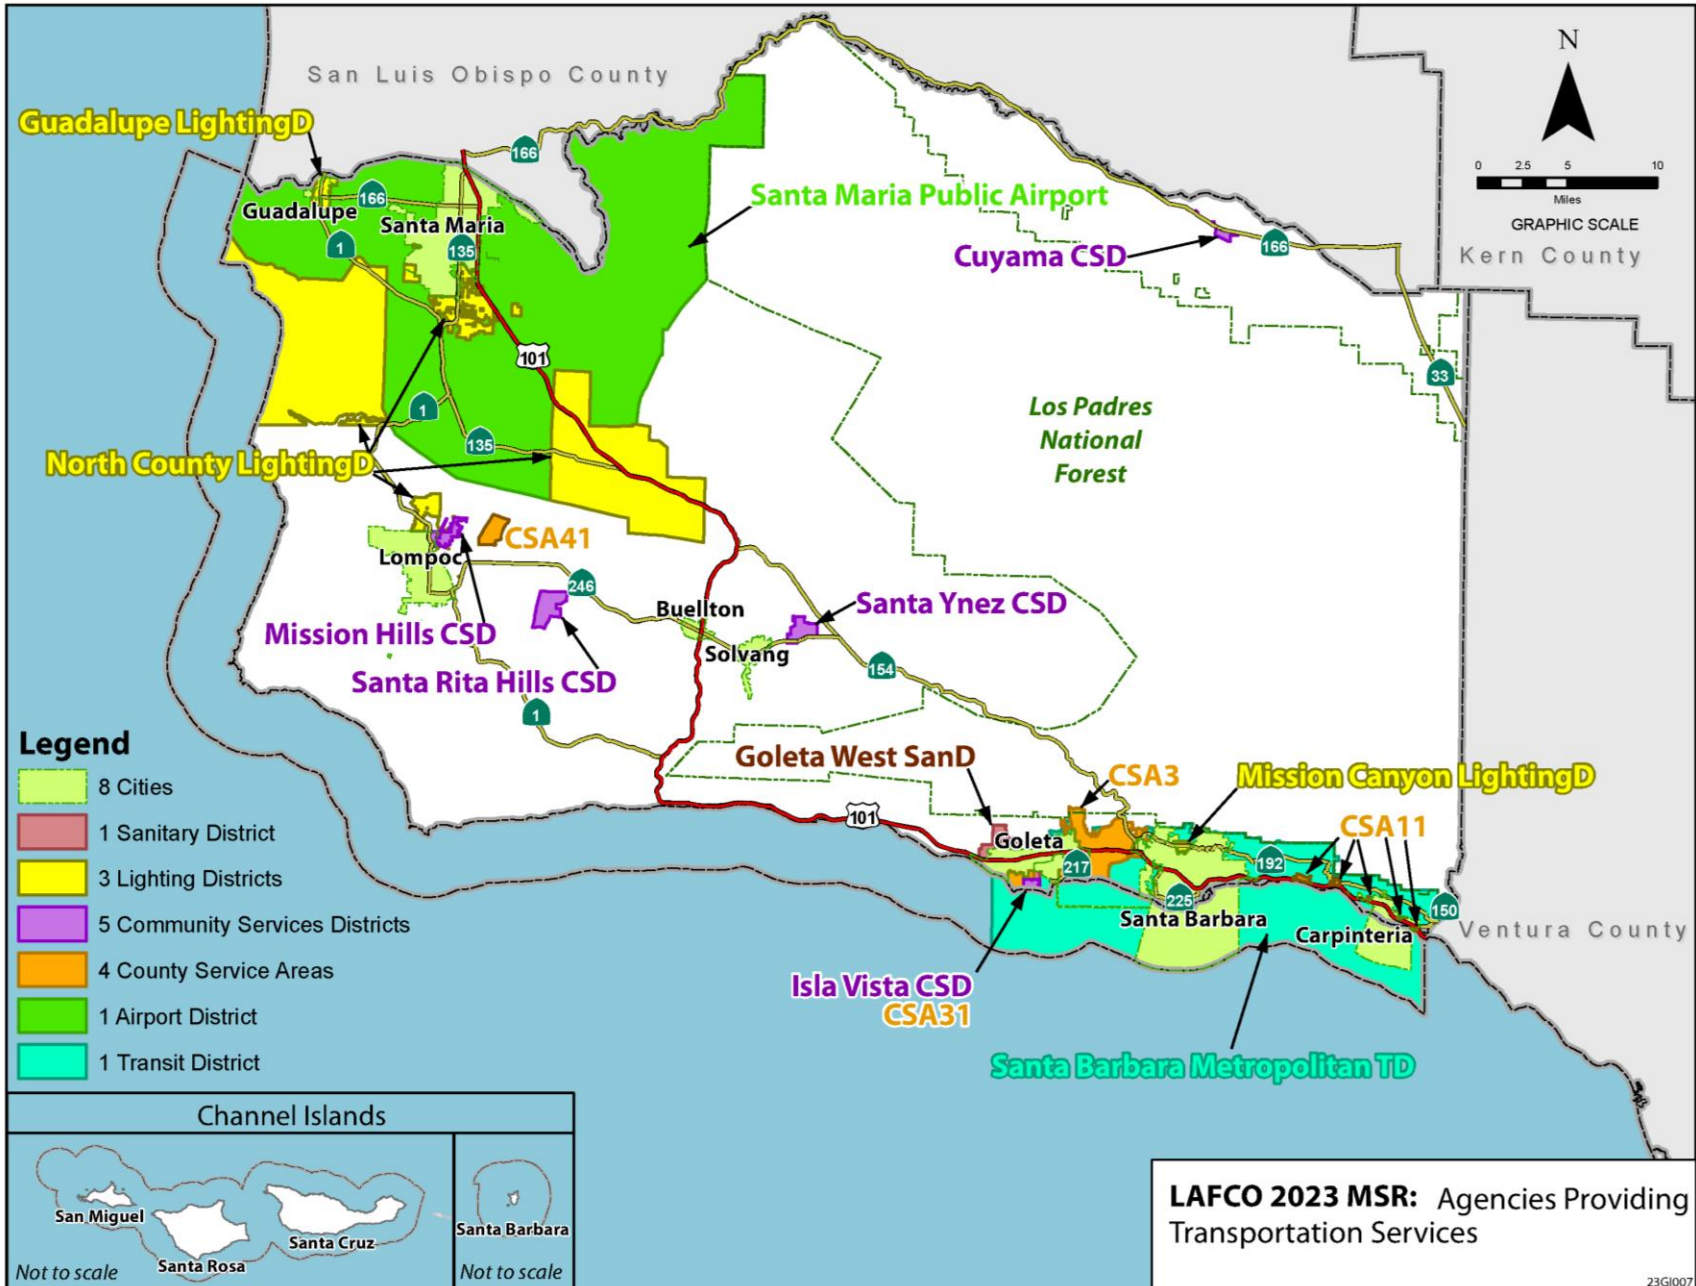 San Luis Obispo County
N
0 2.5 5 10
Miles
GRAPHIC SCALE
Kern County
Guadalupe LightingD
166
Santa Maria Public Airport
166
Guadalupe
Santa Maria
1
135
Cuyama CSD
166
101
33
1
135
Los Padres
National
Forest
North County LightingD
CSA41
Lompoc
246
Buellton
Santa Ynez CSD
Mission Hills CSD
Solvang
154
Santa Rita Hills CSD
1
Goleta West SanD
CSA3
Mission Canyon LightingD
101
Goleta
CSA11
217
192
225
150
Santa Barbara
Carpinteria
Ventura County
Isla Vista CSD
CSA31
Santa Barbara Metropolitan TD
Legend
8 Cities
1 Sanitary District
3 Lighting Districts
5 Community Services Districts
4 County Service Areas
1 Airport District
1 Transit District
Channel Islands
San Miguel
Santa Rosa
Santa Cruz
Not to scale
Santa Barbara
Not to scale
LAFCO 2023 MSR: Agencies Providing
Transportation Services
23GI007